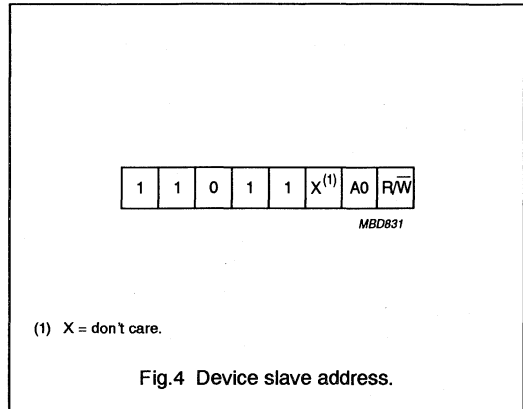 1 1 0 1 1 X(1) A0 R/W̅
MBD831
(1) X = don't care.
Fig.4 Device slave address.